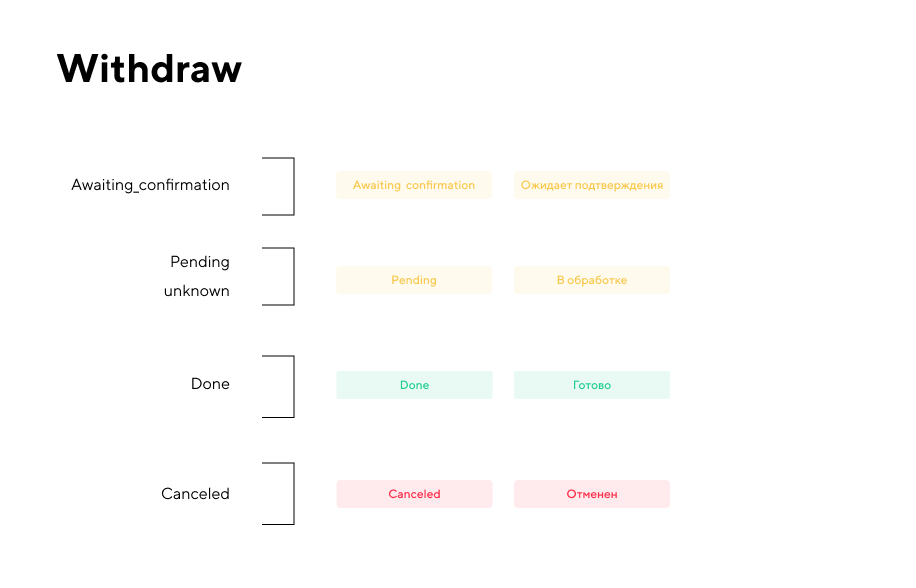 Withdraw
Awaiting_confirmation
Awaiting confirmation
Ожидает подтверждения
Pending
unknown
Pending
В обработке
Done
Done
Готово
Canceled
Canceled
Отменен